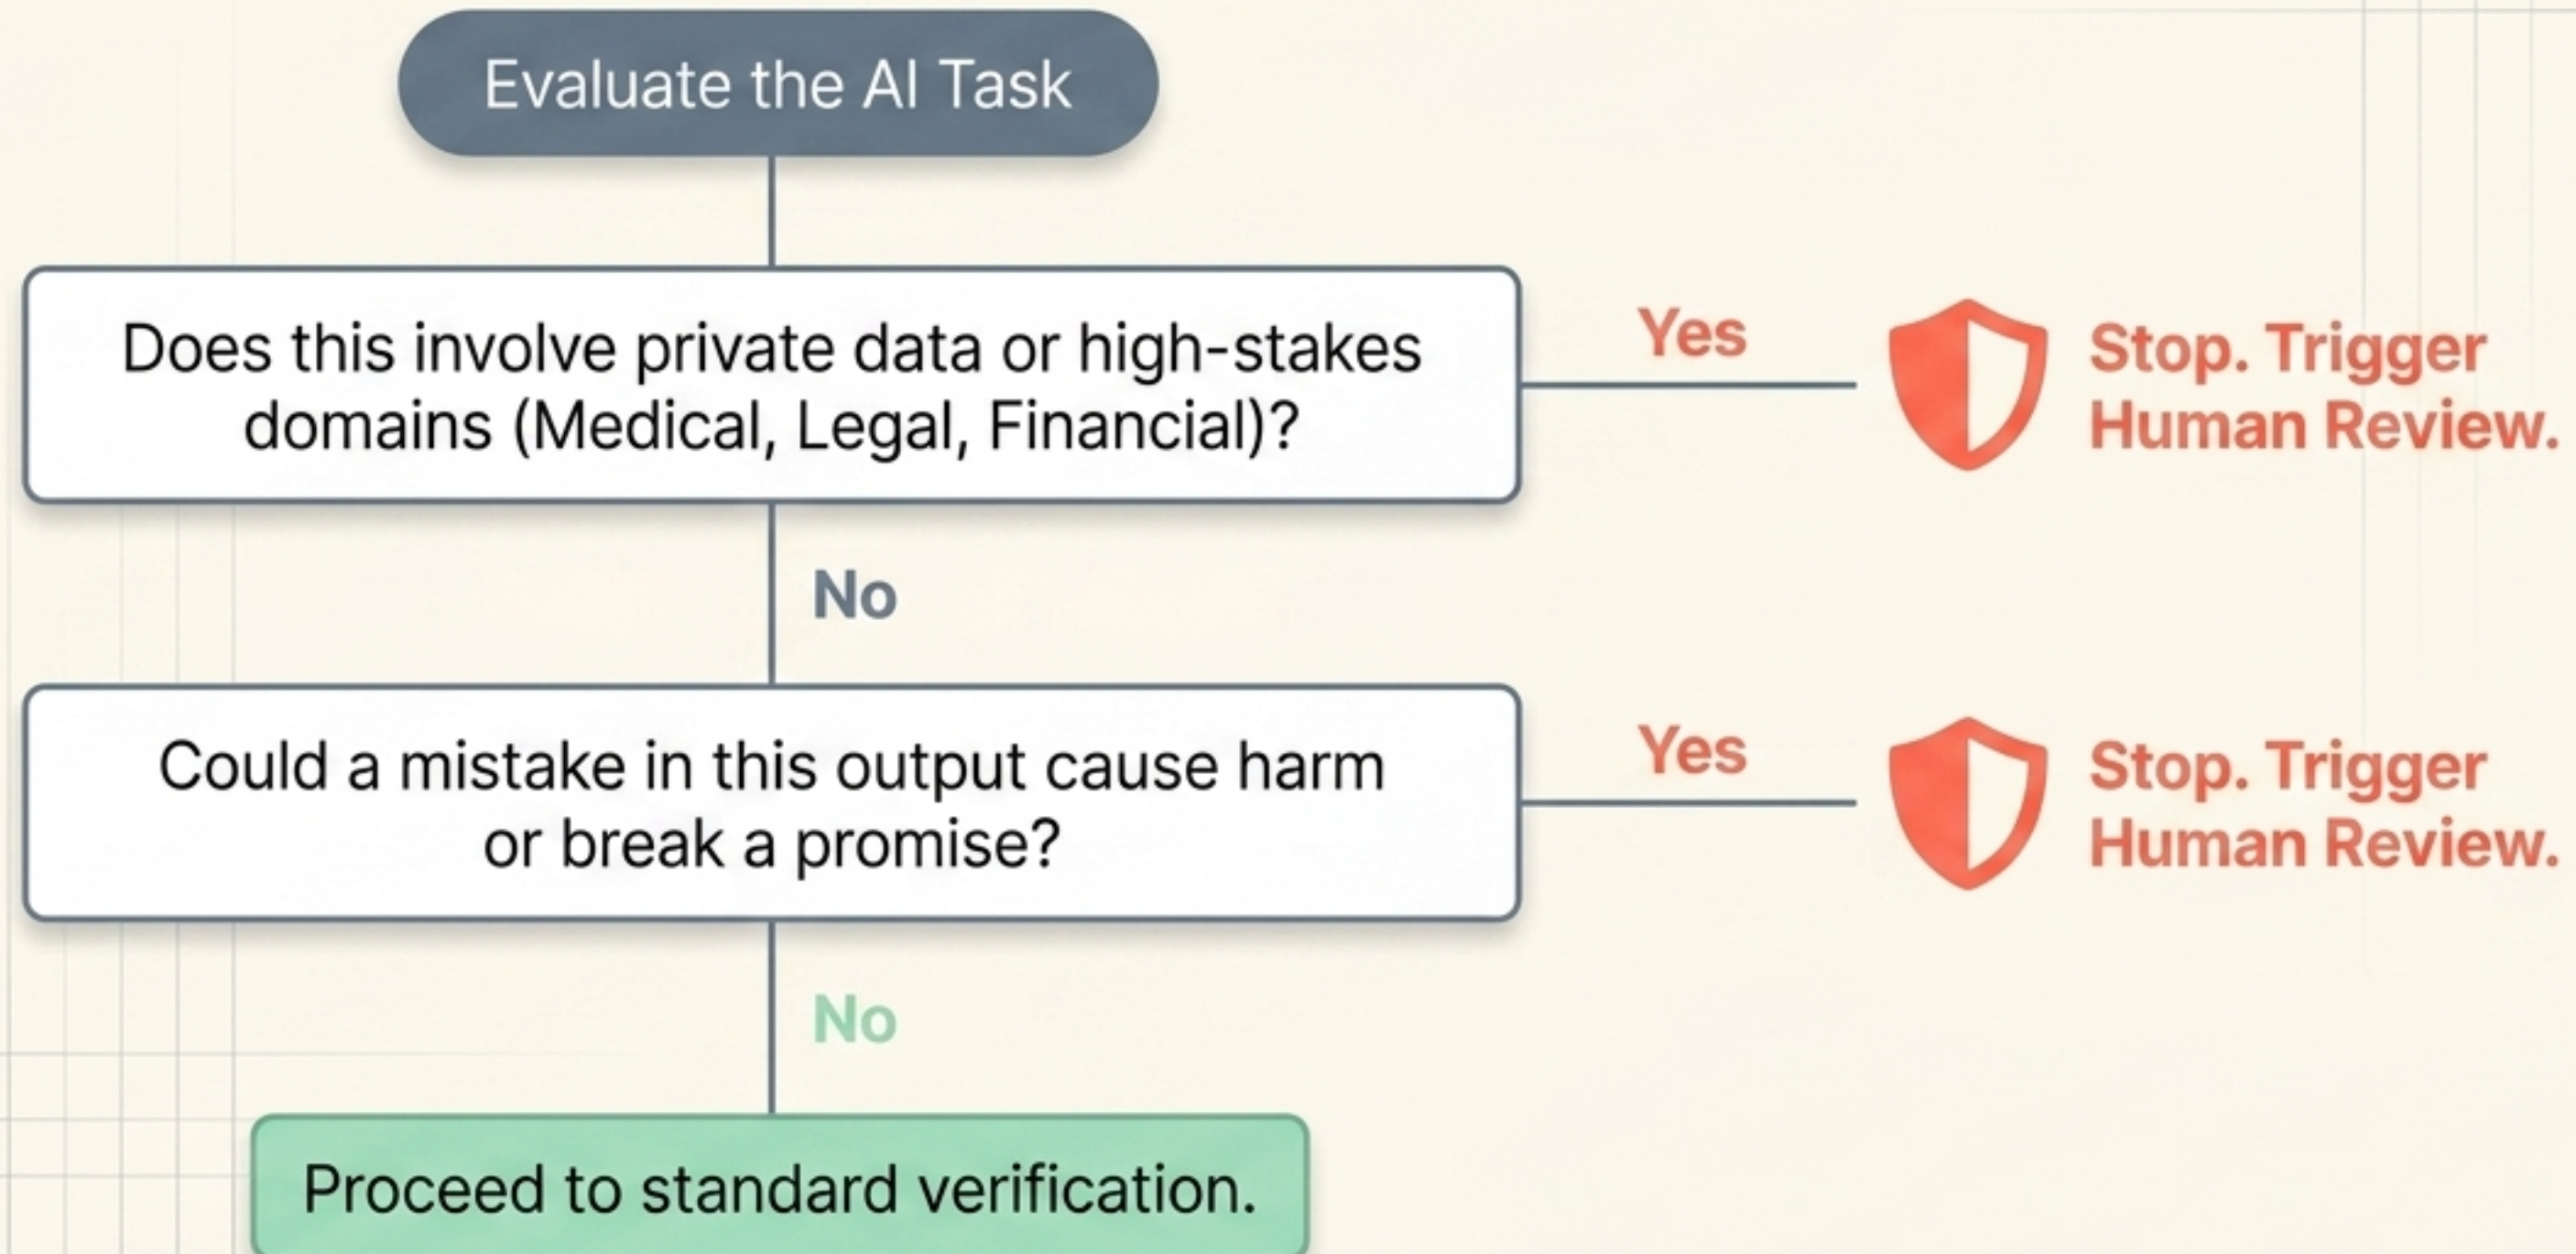 Evaluate the AI Task
Does this involve private data or high-stakes
domains (Medical, Legal, Financial)?
Yes
Stop. Trigger
Human Review.
No
Could a mistake in this output cause harm
or break a promise?
Yes
Stop. Trigger
Human Review.
No
Proceed to standard verification.